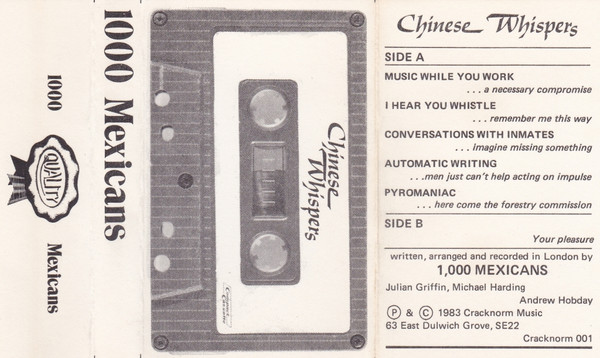 1000
QUALITY
Mexicans
1000 Mexicans
Chinese
Whispers
Chinese Whispers
SIDE A
MUSIC WHILE YOU WORK
... a necessary compromise
I HEAR YOU WHISTLE
... remember me this way
CONVERSATIONS WITH INMATES
... imagine missing something
AUTOMATIC WRITING
...men just can't help acting on impulse
PYROMANIAC
... here come the forestry commission
SIDE B
Your pleasure
written, arranged and recorded in London by
1,000 MEXICANS
Julian Griffin, Michael Harding
Andrew Hobday
Ⓟ & © 1983 Cracknorm Music
63 East Dulwich Grove, SE22
Cracknorm 001